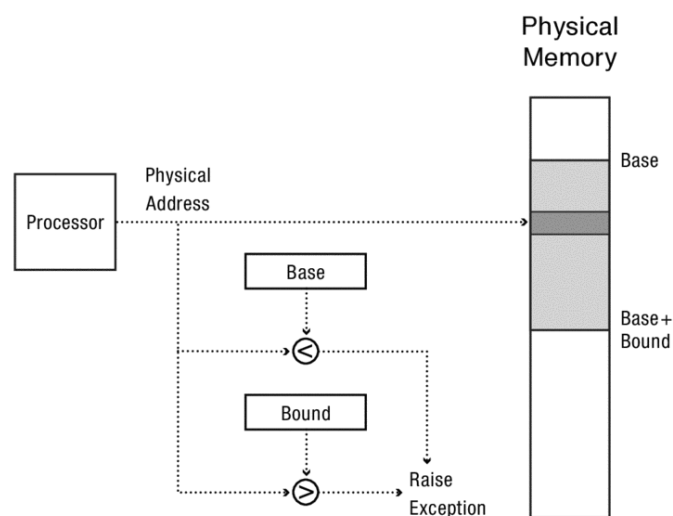 Physical
Memory
Base
Physical
Address
Processor
Base
<
Base+
Bound
Bound
>
Raise
Exception